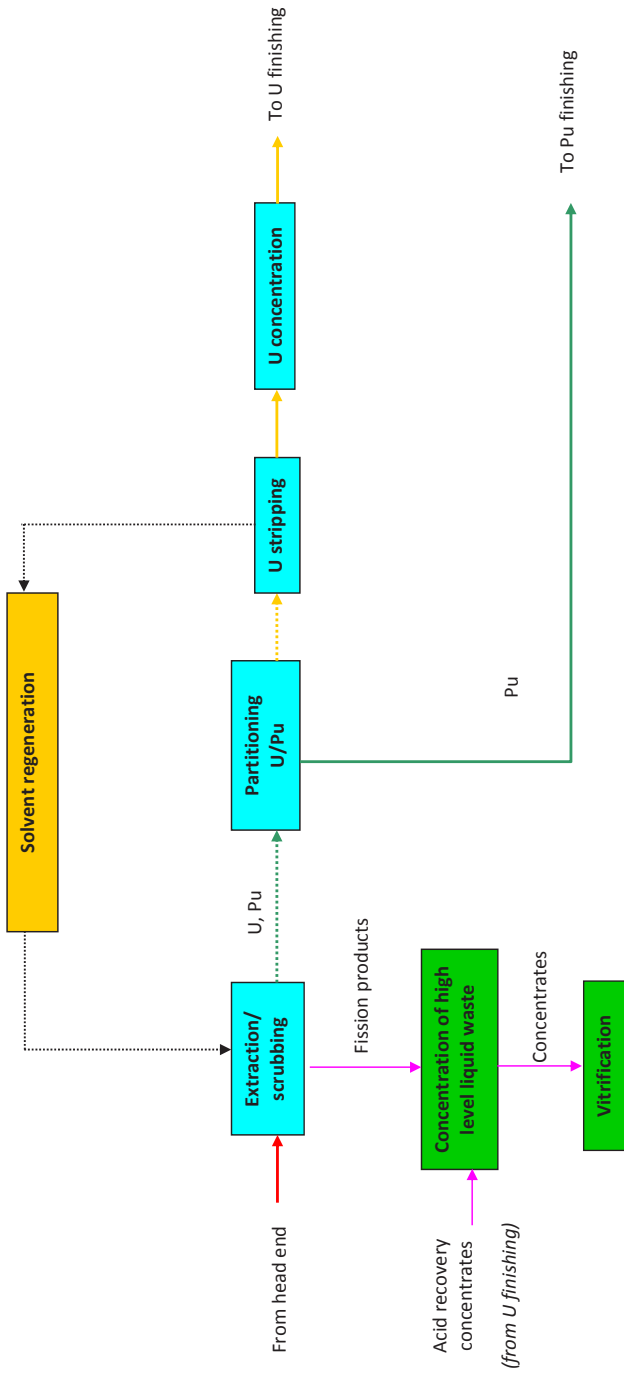 Solvent regeneration
From head end
Extraction/
scrubbing
U, Pu
Partitioning
U/Pu
U stripping
U concentration
To U finishing
Fission products
Pu
To Pu finishing
Acid recovery
concentrates
(from U finishing)
Concentration of high
level liquid waste
Concentrates
Vitrification